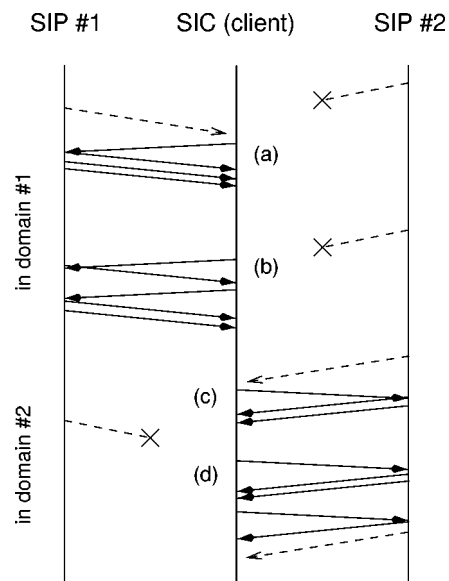 SIP #1 SIC (client) SIP #2
(a)
in domain #1
(b)
(c)
in domain #2
(d)